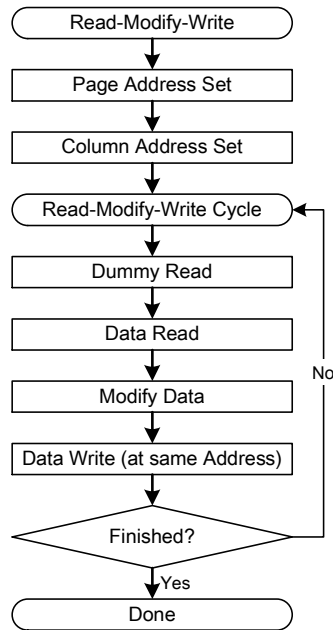 Read-Modify-Write
Page Address Set
Column Address Set
Read-Modify-Write Cycle
Dummy Read
Data Read
No
Modify Data
Data Write (at same Address)
Finished?
Yes
Done